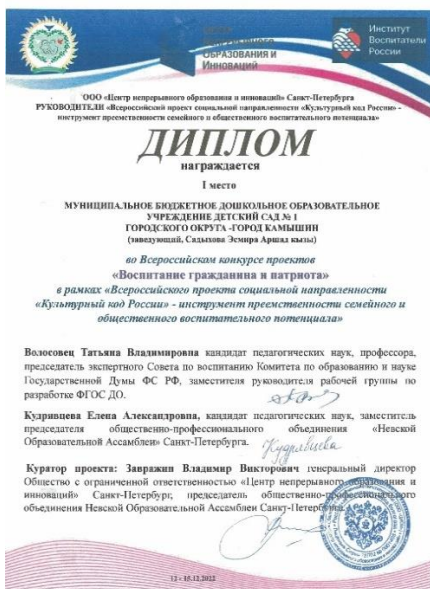 ОБРАЗОВАНИЯ И
ИННОВАЦИЙ
Институт
Воспитатели
России
ООО «Центр непрерывного образования и инноваций» Санкт-Петербурга
РУКОВОДИТЕЛИ «Всероссийский проект социальной направленности «Культурный код России» -
инструмент преемственности семейного и общественного воспитательного потенциала»
ДИПЛОМ
награждается
I место
МУНИЦИПАЛЬНОЕ БЮДЖЕТНОЕ ДОШКОЛЬНОЕ ОБРАЗОВАТЕЛЬНОЕ
УЧРЕЖДЕНИЕ ДЕТСКИЙ САД № 1
ГОРОДСКОГО ОКРУГА -ГОРОД КАМЫШИН
(заведующий, Садыхова Эсмира Аршад кызы)
во Всероссийском конкурсе проектов
«Воспитание гражданина и патриота»
в рамках «Всероссийского проекта социальной направленности
«Культурный код России» - инструмент преемственности семейного и
общественного воспитательного потенциала»
Волосовец Татьяна Владимировна кандидат педагогических наук, профессора,
председатель экспертного Совета по воспитанию Комитета по образованию и науке
Государственной Думы ФС РФ, заместителя руководителя рабочей группы по
разработке ФГОС ДО.
Кудрявцева Елена Александровна, кандидат педагогических наук, заместитель
председателя общественно-профессионального объединения «Невской
Образовательной Ассамблеи» Санкт-Петербурга.
Кудрявцева
Куратор проекта: Завражин Владимир Викторович генеральный директор
Общество с ограниченной ответственностью «Центр непрерывного образования и
инноваций» Санкт-Петербург, председатель общественно-профессионального
объединения Невской Образовательной Ассамблеи Санкт-Петербурга.
12 - 15.12.2022